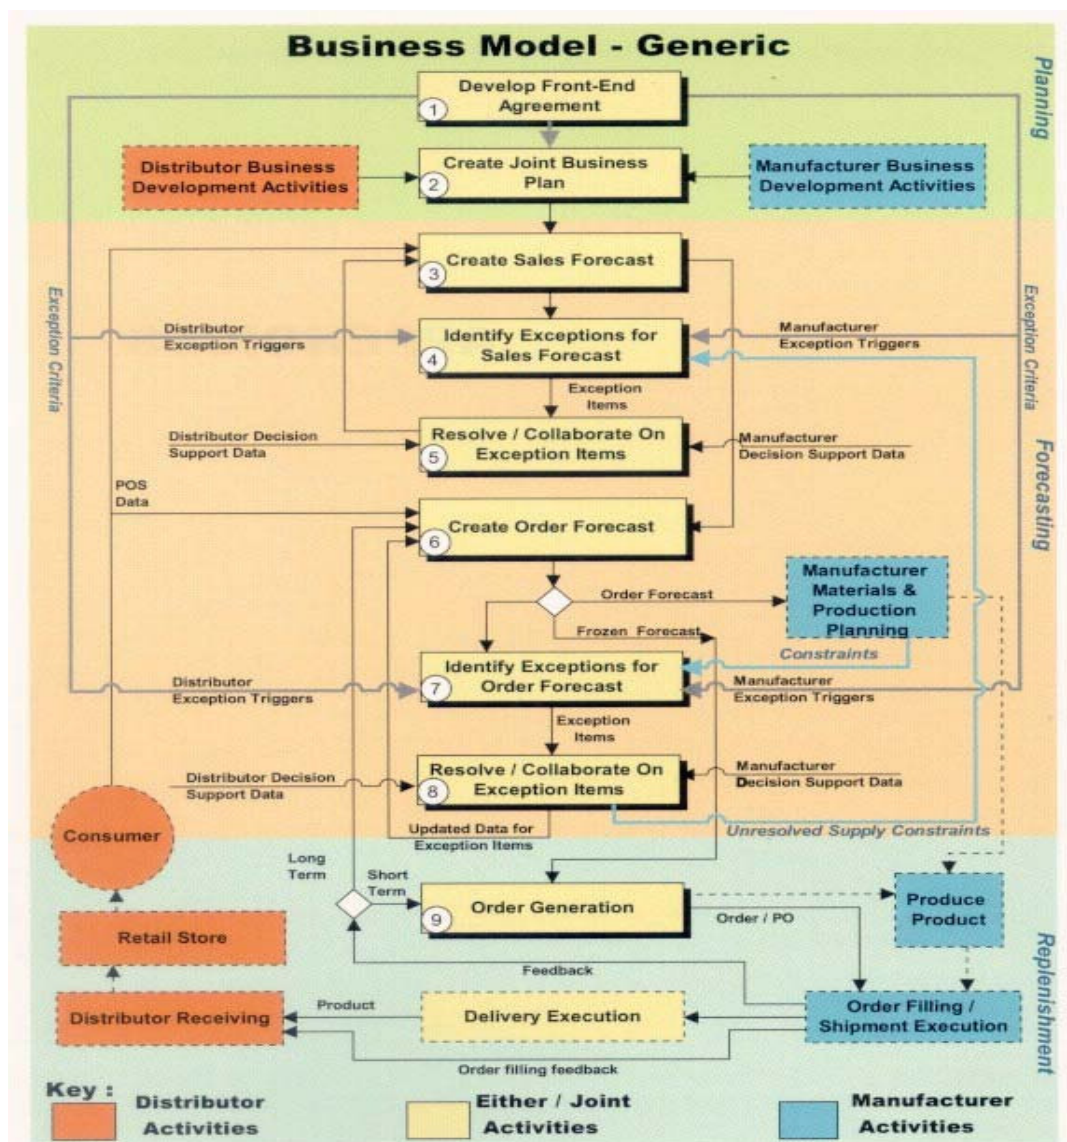 Business Model - Generic
Planning
Develop Front-End
Agreement
1
Distributor Business
Development Activities
Create Joint Business
Plan
2
Manufacturer Business
Development Activities
Create Sales Forecast
3
Exception Criteria
Exception Criteria
Distributor
Exception Triggers
Identify Exceptions for
Sales Forecast
4
Manufacturer
Exception Triggers
Exception
Items
Distributor Decision
Support Data
Resolve / Collaborate On
Exception Items
5
Manufacturer
Decision Support Data
Forecasting
POS
Data
Create Order Forecast
6
Order Forecast
Manufacturer
Materials &
Production
Planning
Frozen Forecast
Constraints
Distributor
Exception Triggers
Identify Exceptions for
Order Forecast
7
Manufacturer
Exception Triggers
Exception
Items
Distributor Decision
Support Data
Resolve / Collaborate On
Exception Items
8
Manufacturer
Decision Support Data
Consumer
Updated Data for
Exception Items
Unresolved Supply Constraints
Long
Term
Short
Term
Order Generation
9
Order / PO
Produce
Product
Retail Store
Feedback
Replenishment
Distributor Receiving
Product
Delivery Execution
Order Filling /
Shipment Execution
Order filling feedback
Key :
Distributor
Activities
Either / Joint
Activities
Manufacturer
Activities